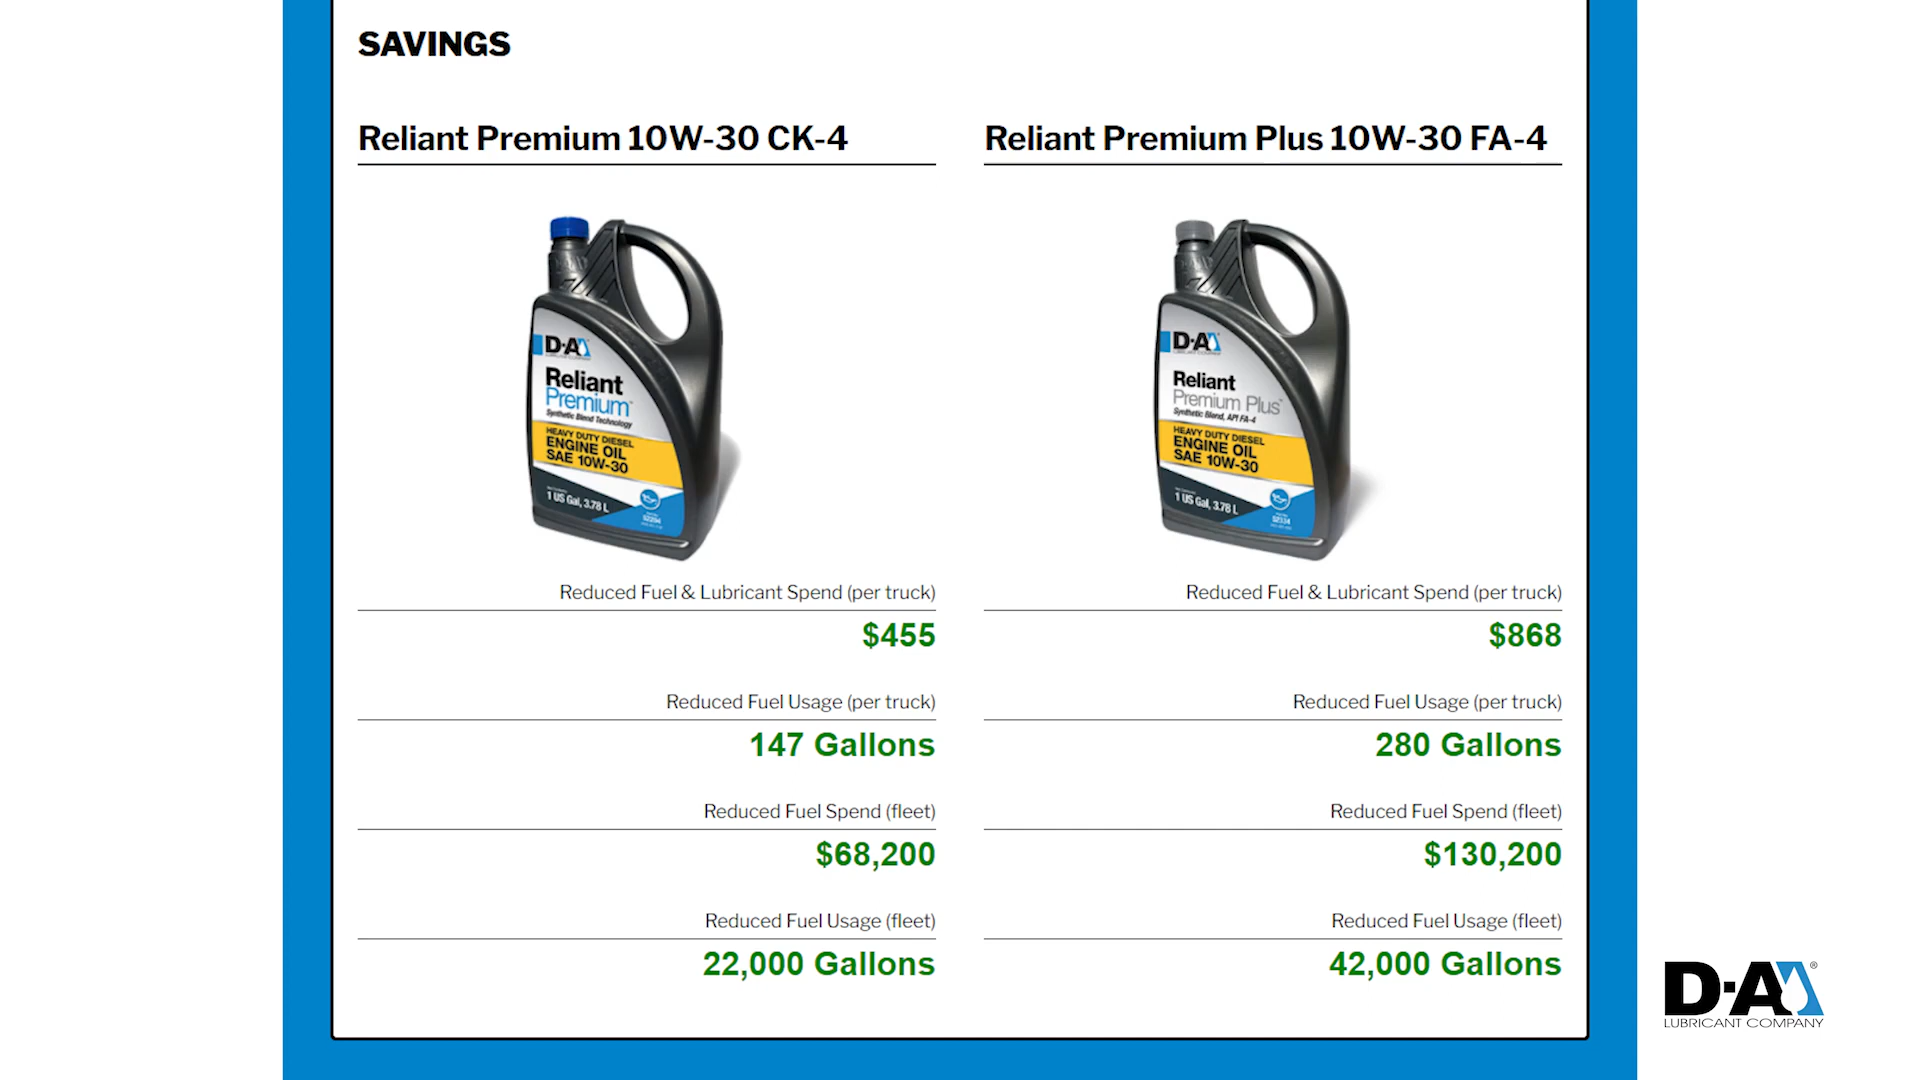 SAVINGS
Reliant Premium 10W-30 CK-4
D-A
Reliant
Premium™
Synthetic Blend Technology
HEAVY DUTY DIESEL
ENGINE OIL
SAE 10W-30
1 US Gal, 3.78 L
Reduced Fuel & Lubricant Spend (per truck)
$455
Reduced Fuel Usage (per truck)
147 Gallons
Reduced Fuel Spend (fleet)
$68,200
Reduced Fuel Usage (fleet)
22,000 Gallons
Reliant Premium Plus 10W-30 FA-4
D-A
Reliant
Premium Plus™
Synthetic Blend, API FA-4
HEAVY DUTY DIESEL
ENGINE OIL
SAE 10W-30
1 US Gal, 3.78 L
Reduced Fuel & Lubricant Spend (per truck)
$868
Reduced Fuel Usage (per truck)
280 Gallons
Reduced Fuel Spend (fleet)
$130,200
Reduced Fuel Usage (fleet)
42,000 Gallons
D-A®
LUBRICANT COMPANY